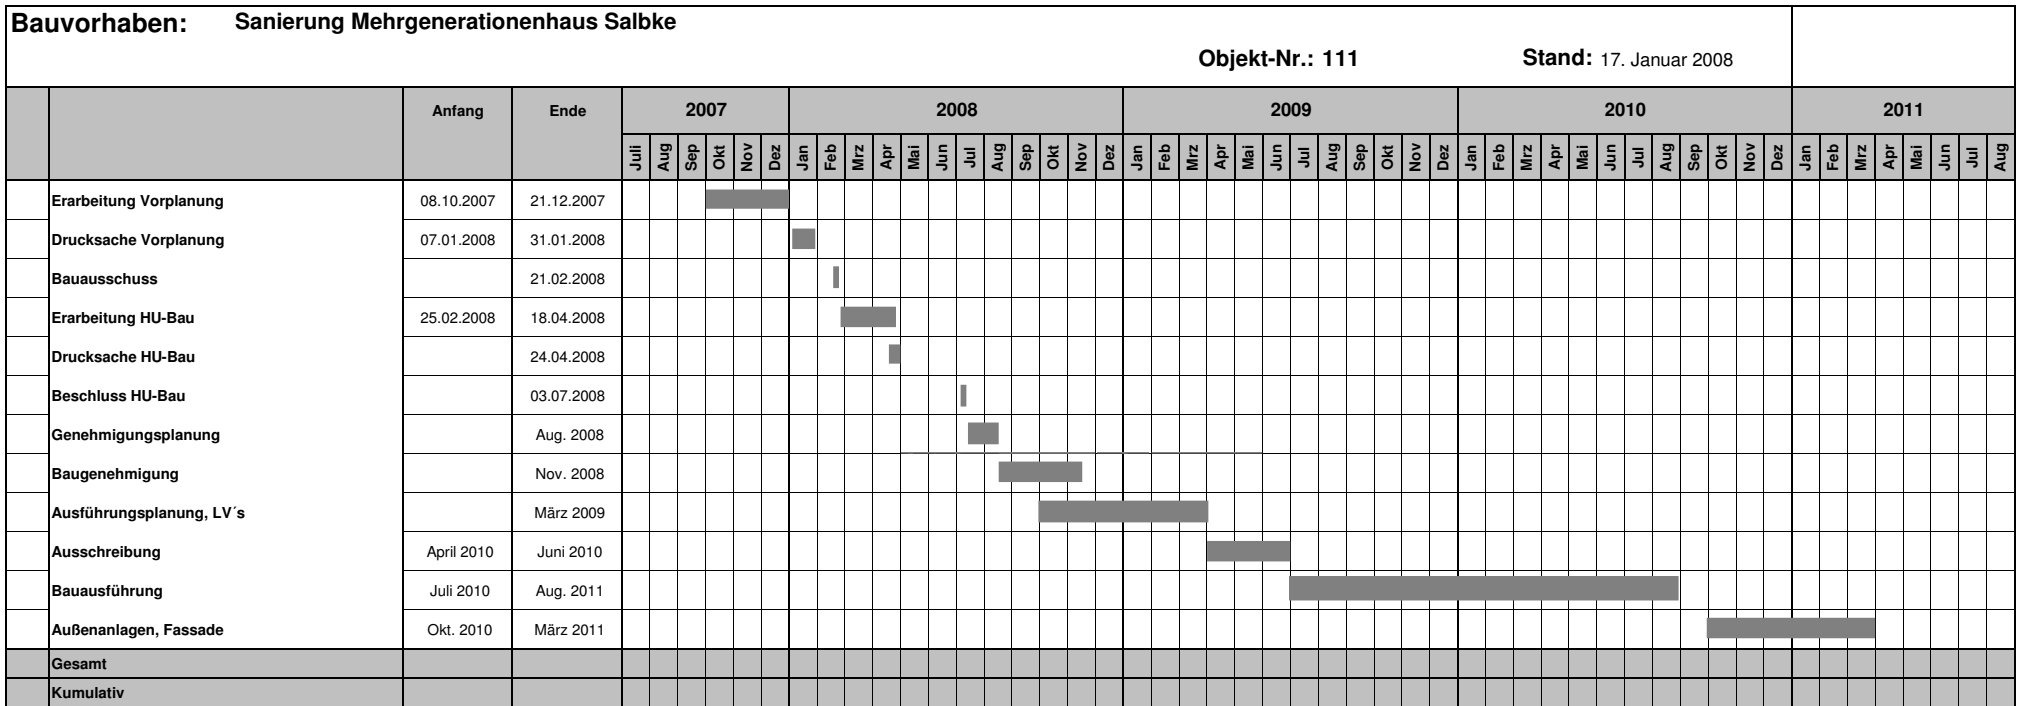 Bauvorhaben: Sanierung Mehrgenerationenhaus Salbke
Objekt-Nr.: 111 Stand: 17. Januar 2008
Anfang Ende 2007 2008 2009 2010 2011
Juli Aug Sep Okt Nov Dez Jan Feb Mrz Apr Mai Jun Jul Aug Sep Okt Nov Dez Jan Feb Mrz Apr Mai Jun Jul Aug Sep Okt Nov Dez Jan Feb Mrz Apr Mai Jun Jul Aug Sep Okt Nov Dez Jan Feb Mrz Apr Mai Jun Jul Aug
Erarbeitung Vorplanung 08.10.2007 21.12.2007
Drucksache Vorplanung 07.01.2008 31.01.2008
Bauausschuss 21.02.2008
Erarbeitung HU-Bau 25.02.2008 18.04.2008
Drucksache HU-Bau 24.04.2008
Beschluss HU-Bau 03.07.2008
Genehmigungsplanung Aug. 2008
Baugenehmigung Nov. 2008
Ausführungsplanung, LV´s März 2009
Ausschreibung April 2010 Juni 2010
Bauausführung Juli 2010 Aug. 2011
Außenanlagen, Fassade Okt. 2010 März 2011
Gesamt
Kumulativ